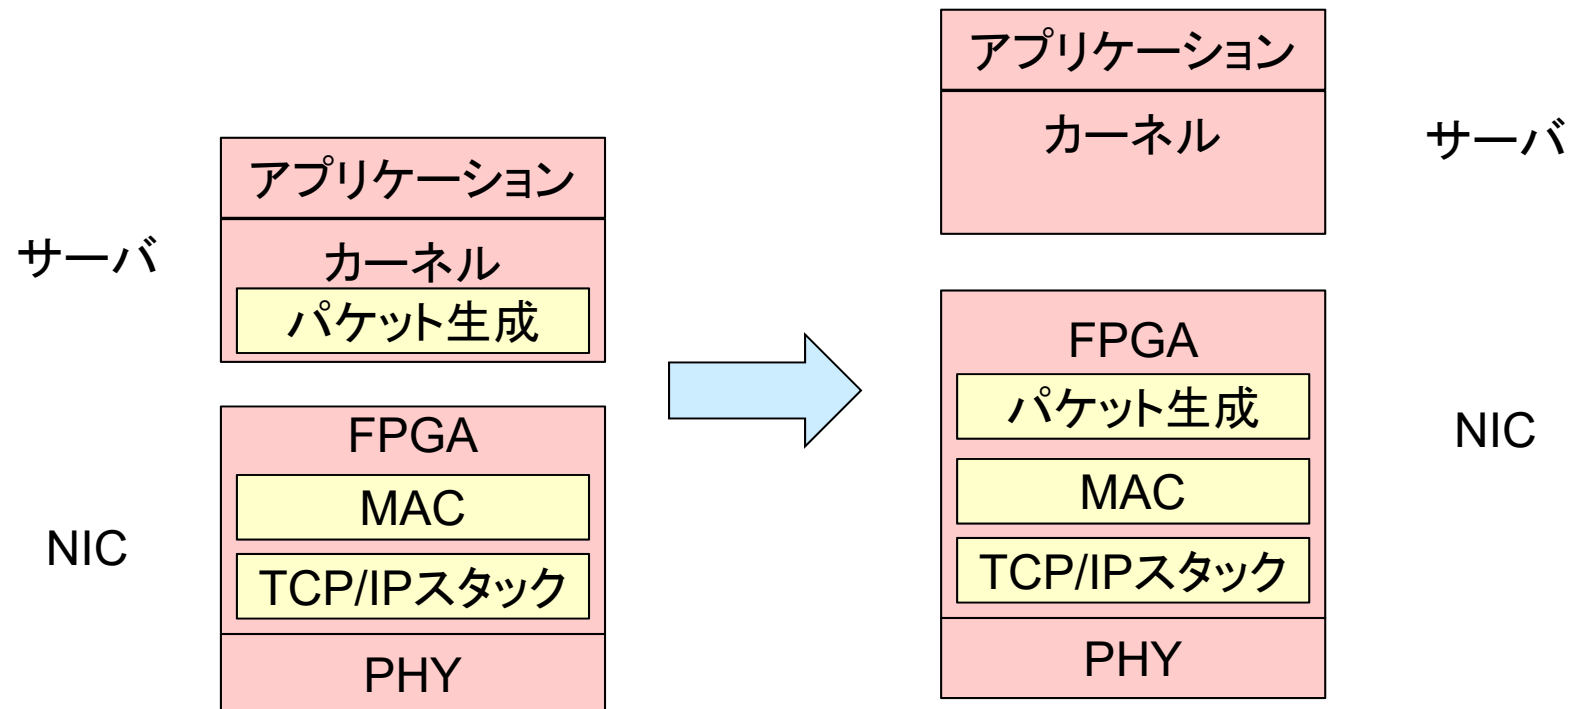 サーバ
アプリケーション
カーネル
パケット生成
NIC
FPGA
MAC
TCP/IPスタック
PHY
アプリケーション
カーネル
サーバ
FPGA
パケット生成
MAC
TCP/IPスタック
PHY
NIC